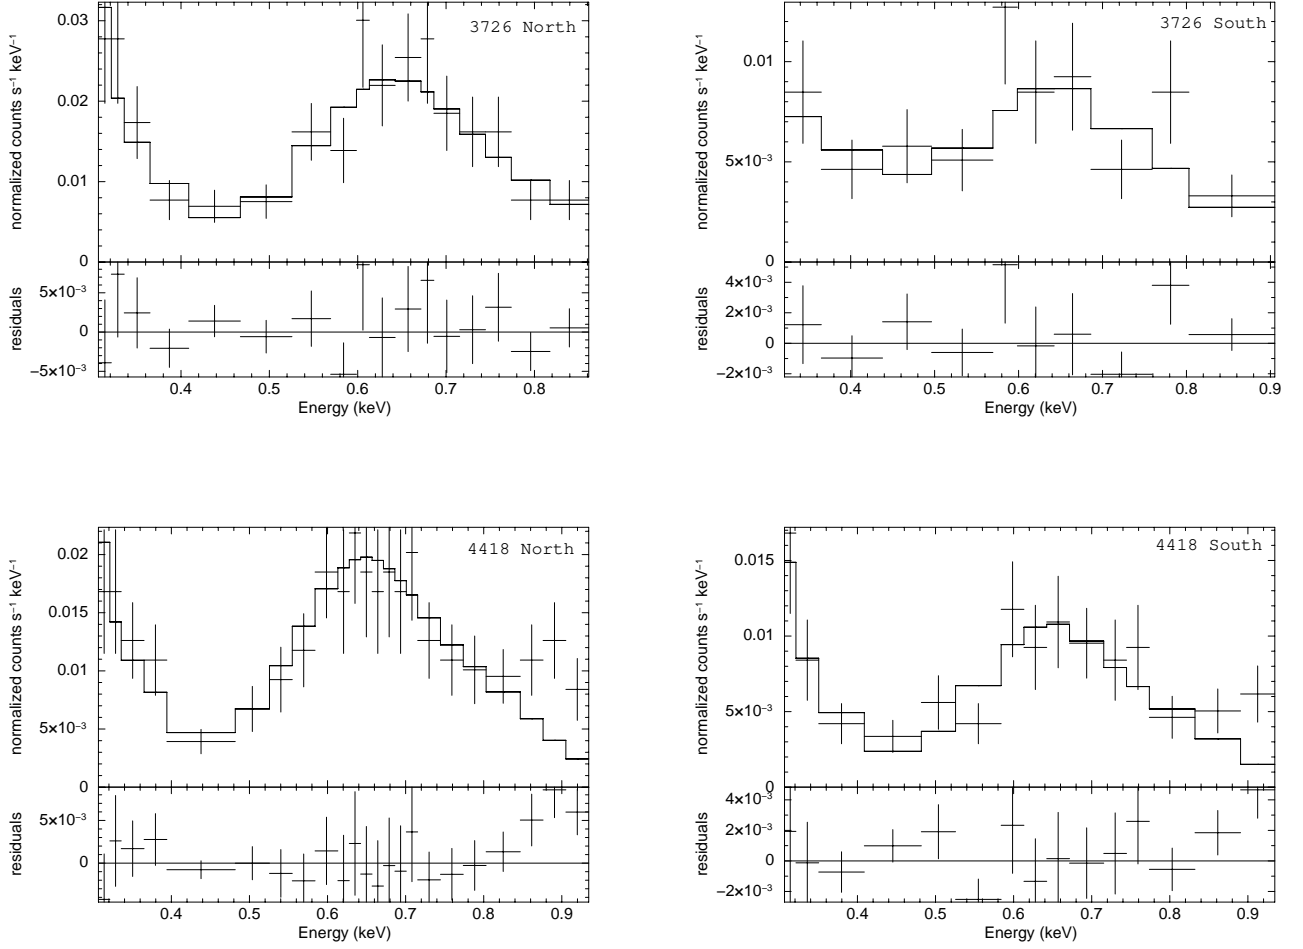 3726 North
normalized counts s⁻¹ keV⁻¹
0.03
0.02
0.01
0
residuals
5×10⁻³
0
−5×10⁻³
0.4 0.5 0.6 0.7 0.8
Energy (keV)
3726 South
normalized counts s⁻¹ keV⁻¹
0.01
5×10⁻³
0
residuals
4×10⁻³
2×10⁻³
0
−2×10⁻³
0.4 0.5 0.6 0.7 0.8 0.9
Energy (keV)
4418 North
normalized counts s⁻¹ keV⁻¹
0.02
0.015
0.01
5×10⁻³
0
residuals
5×10⁻³
0
0.4 0.5 0.6 0.7 0.8 0.9
Energy (keV)
4418 South
normalized counts s⁻¹ keV⁻¹
0.015
0.01
5×10⁻³
0
residuals
4×10⁻³
2×10⁻³
0
−2×10⁻³
0.4 0.5 0.6 0.7 0.8 0.9
Energy (keV)